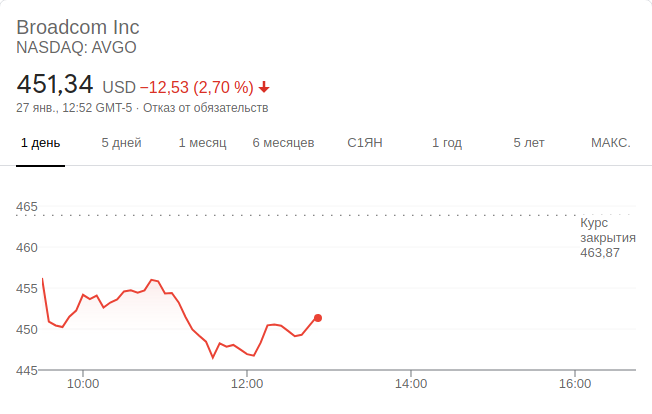 Broadcom Inc
NASDAQ: AVGO
451,34 USD −12,53 (2,70 %)
27 янв., 12:52 GMT-5 · Отказ от обязательств
1 день 5 дней 1 месяц 6 месяцев С1ЯН 1 год 5 лет МАКС.
465
Курс
закрытия
463,87
460
455
450
445
10:00 12:00 14:00 16:00